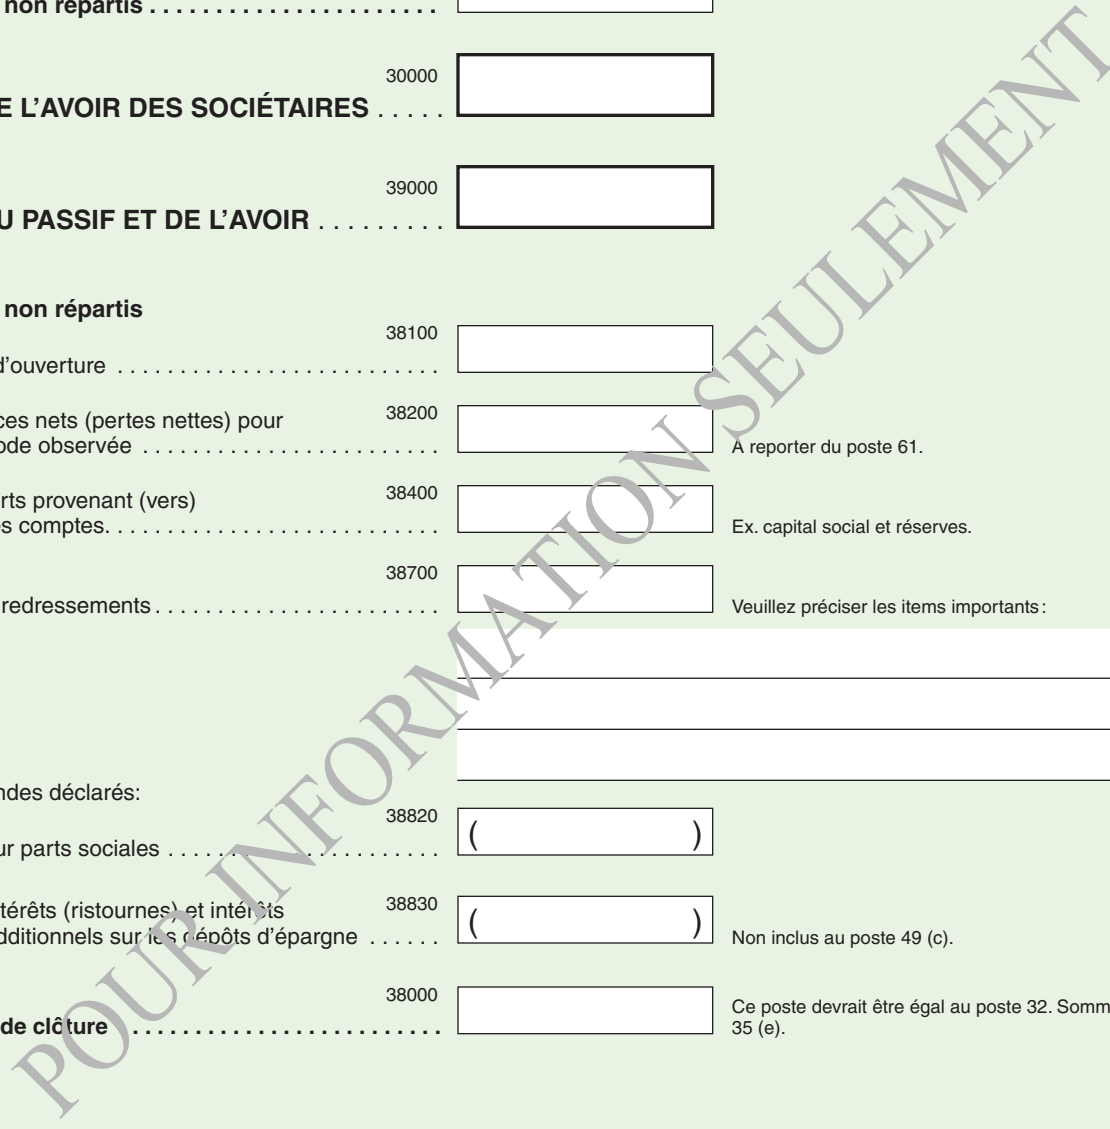 non répartis . . . . . . . . . . . . . . . . . . . . .
30000
E L’AVOIR DES SOCIÉTAIRES . . . . .
39000
U PASSIF ET DE L’AVOIR . . . . . . . . .
non répartis
38100
d’ouverture . . . . . . . . . . . . . . . . . . . . . . . . . .
38200
ces nets (pertes nettes) pour
ode observée . . . . . . . . . . . . . . . . . . . . . . . .
À reporter du poste 61.
38400
rts provenant (vers)
es comptes. . . . . . . . . . . . . . . . . . . . . . . . . . .
Ex. capital social et réserves.
38700
redressements . . . . . . . . . . . . . . . . . . . . . . .
Veuillez préciser les items importants :
ndes déclarés:
38820
ur parts sociales . . . . . . . . . . . . . . . . . . . . . .
( )
38830
térêts (ristournes) et intérêts
dditionnels sur les dépôts d’épargne . . . . . .
( )
Non inclus au poste 49 (c).
38000
de clôture . . . . . . . . . . . . . . . . . . . . . . . . .
Ce poste devrait être égal au poste 32. Somm
35 (e).
POUR INFORMATION SEULEMENT